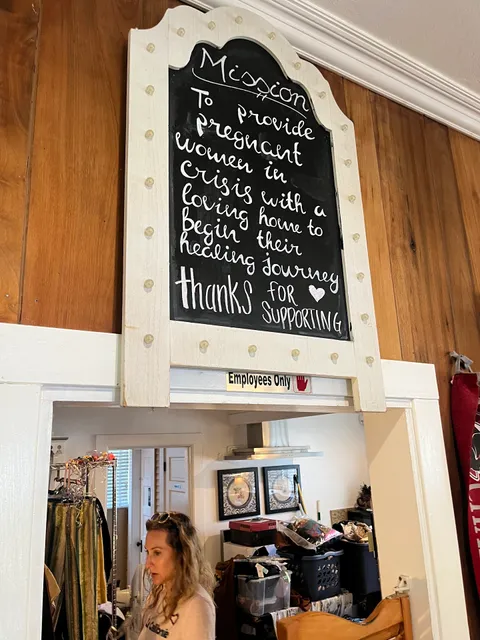 Mission
To provide
pregnant
women in
crisis with a
loving home to
begin their
healing journey
thanks FOR
SUPPORTING
Employees Only